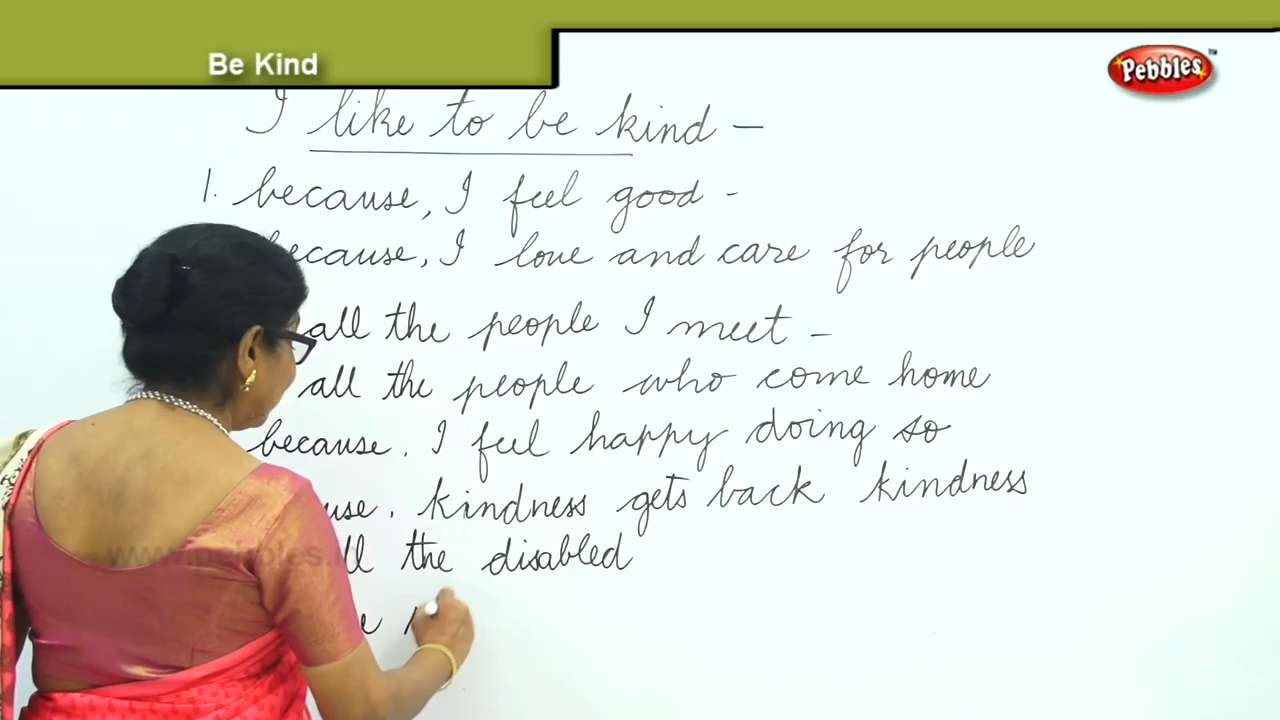 Be Kind
Pebbles
I like to be kind –
1. because, I feel good -
because, I love and care for people
all the people I meet –
all the people who come home
because. I feel happy doing so
kindness gets back kindness
the disabled